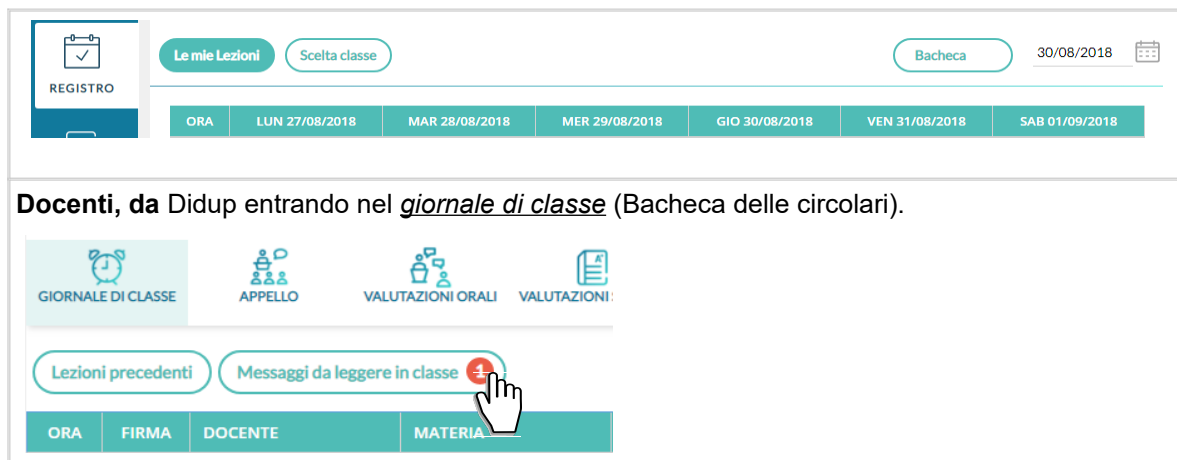 Le mie Lezioni Scelta classe Bacheca 30/08/2018
REGISTRO
ORA LUN 27/08/2018 MAR 28/08/2018 MER 29/08/2018 GIO 30/08/2018 VEN 31/08/2018 SAB 01/09/2018
Docenti, da Didup entrando nel giornale di classe (Bacheca delle circolari).
GIORNALE DI CLASSE APPELLO VALUTAZIONI ORALI VALUTAZIONI
Lezioni precedenti Messaggi da leggere in classe 1
ORA FIRMA DOCENTE MATERIA